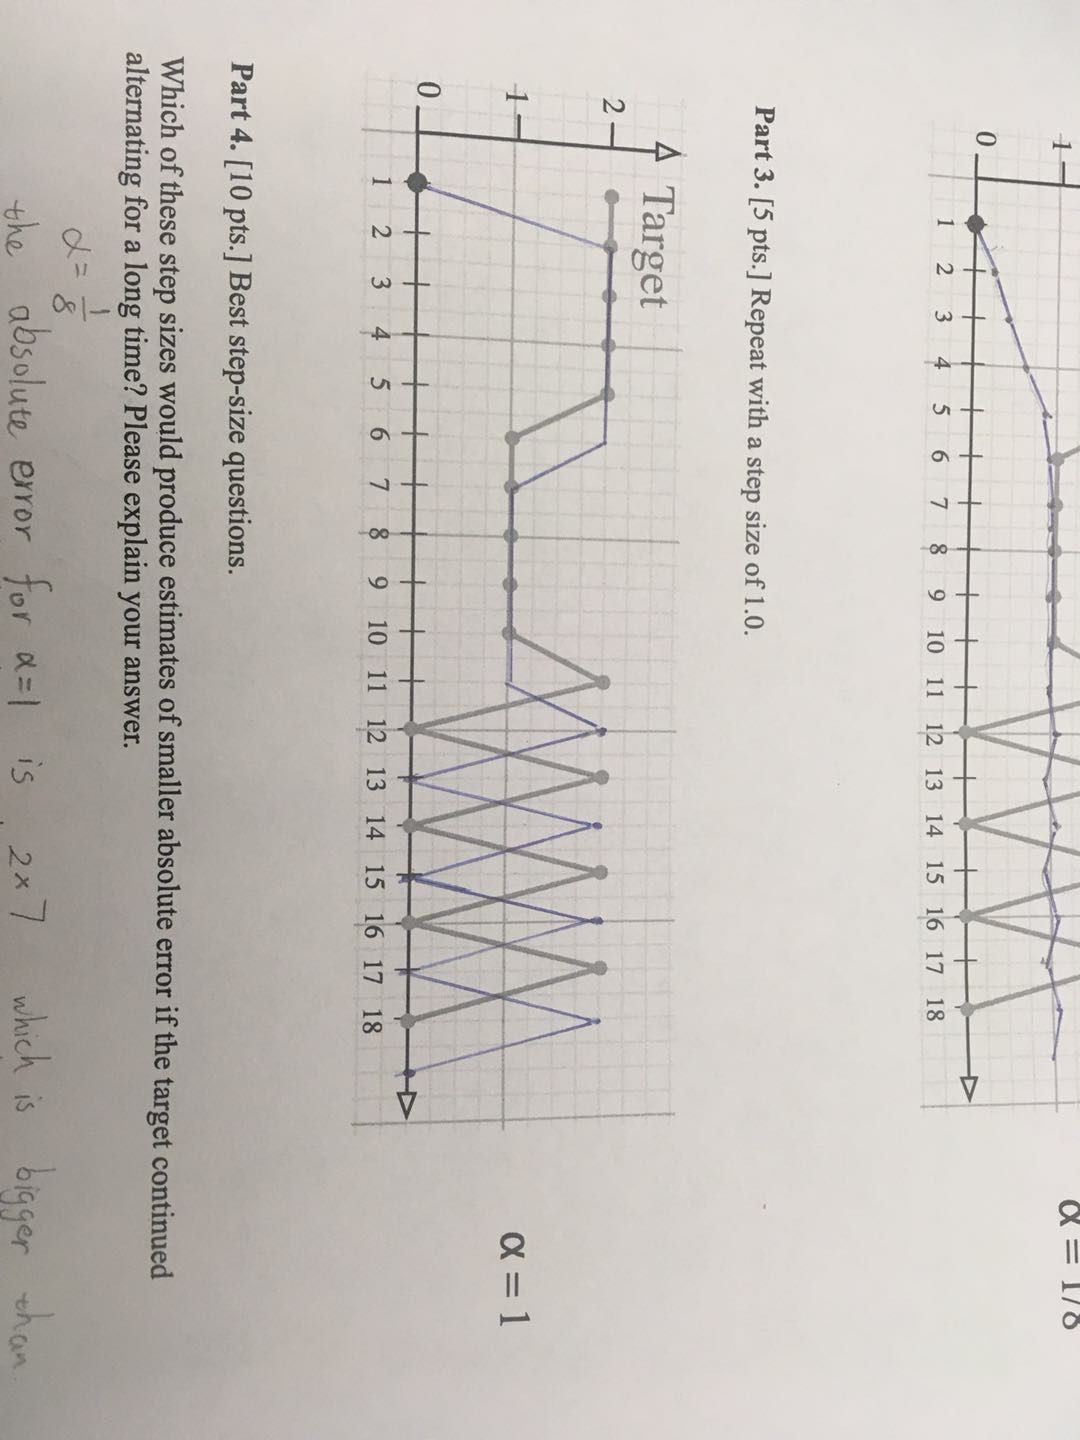 1
0
1 2 3 4 5 6 7 8 9 10 11 12 13 14 15 16 17 18
α = 1/8
Part 3. [5 pts.] Repeat with a step size of 1.0.
Target
2
1
0
1 2 3 4 5 6 7 8 9 10 11 12 13 14 15 16 17 18
α = 1
Part 4. [10 pts.] Best step-size questions.
Which of these step sizes would produce estimates of smaller absolute error if the target continued
alternating for a long time? Please explain your answer.
α = 1/8
the absolute error for α=1 is 2×7 which is bigger than